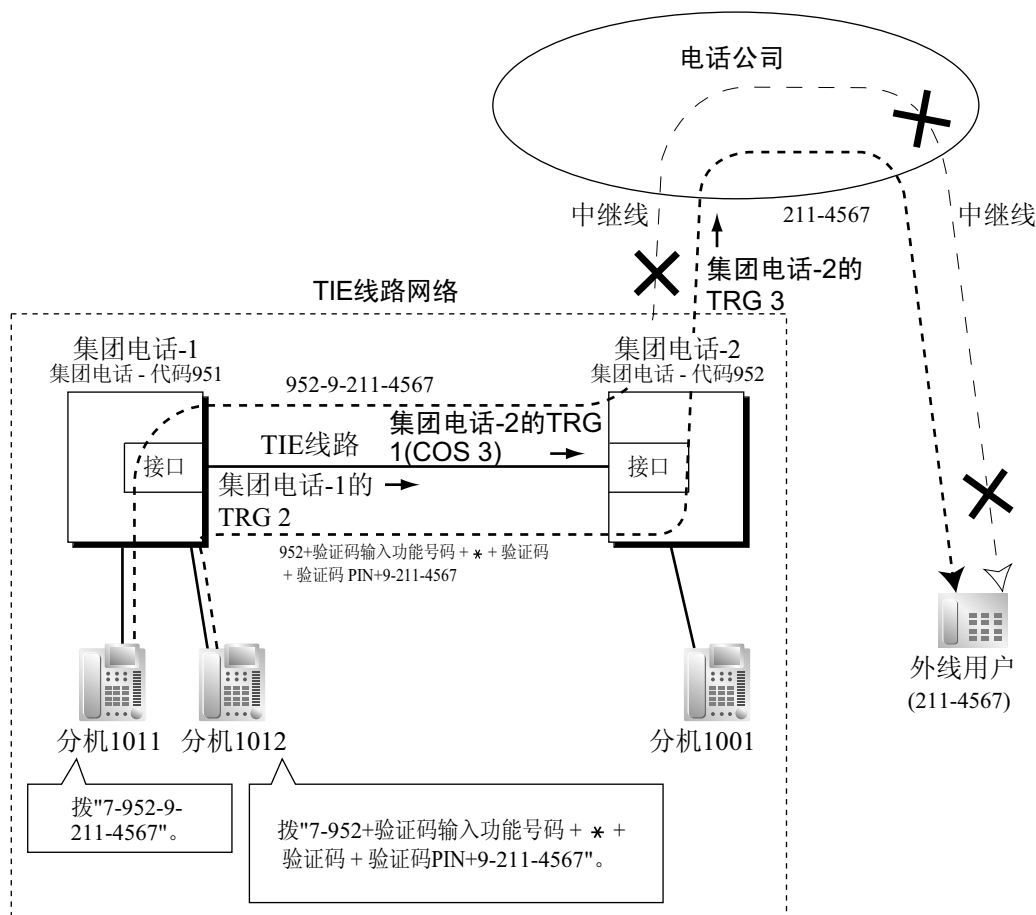 电话公司
中继线
211-4567
中继线
集团电话-2的
TRG 3
TIE线路网络
集团电话-1
集团电话 - 代码951
集团电话-2
集团电话 - 代码952
952-9-211-4567
集团电话-2的TRG
1(COS 3)
TIE线路
接口
接口
集团电话-1的
TRG 2
952+验证码输入功能号码 + * + 验证码
+ 验证码 PIN+9-211-4567
外线用户
(211-4567)
分机1011
分机1012
分机1001
拨"7-952-9-
211-4567"。
拨"7-952+验证码输入功能号码 + * +
验证码 + 验证码PIN+9-211-4567"。